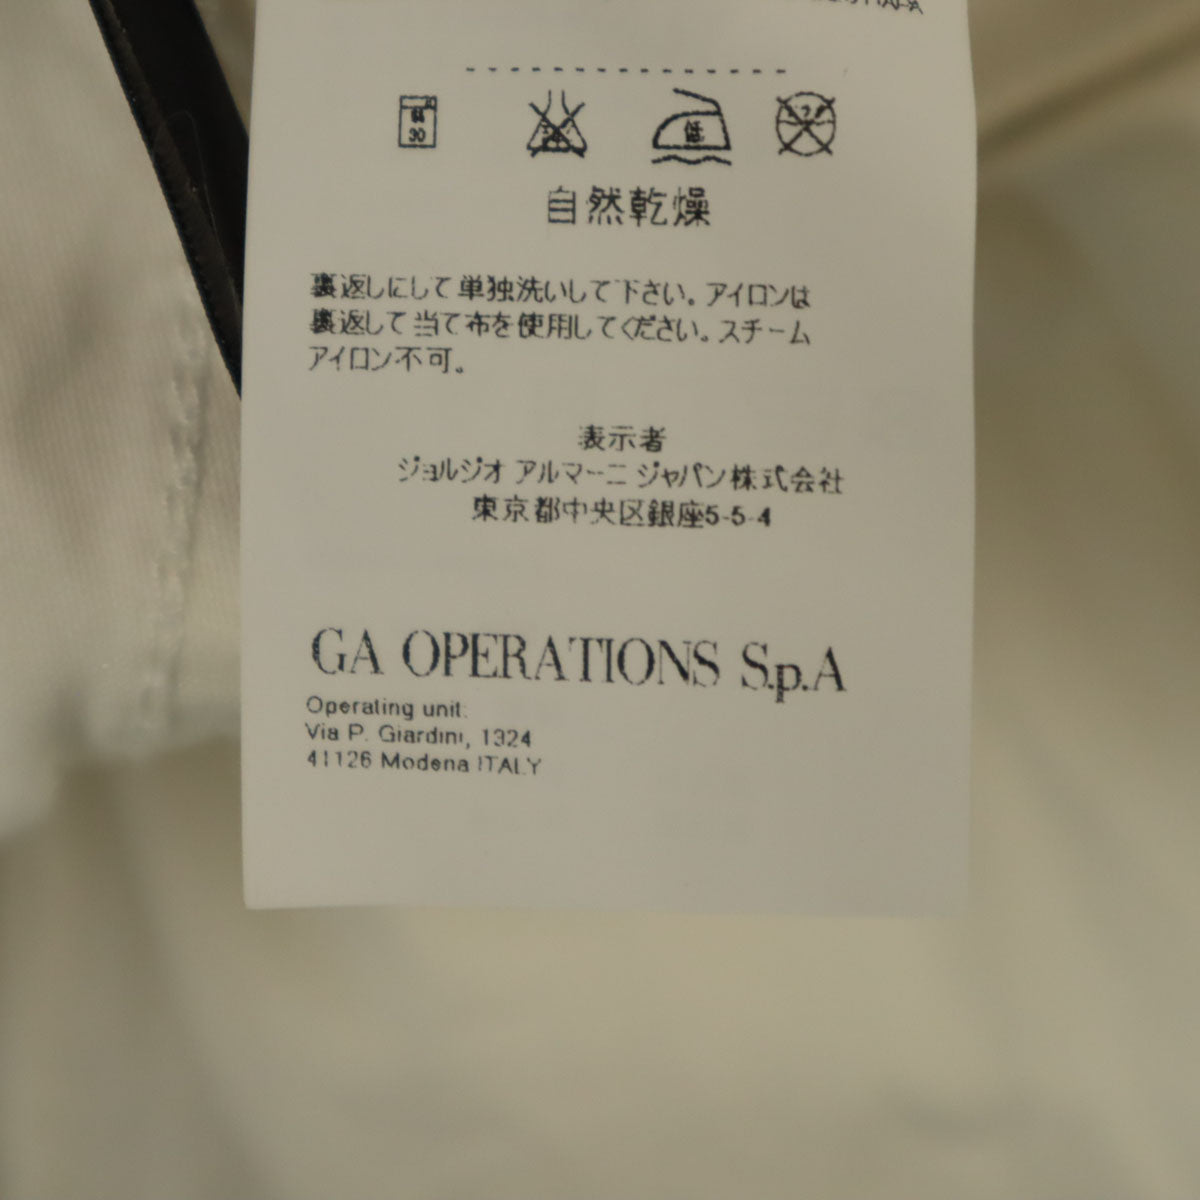 30
低
自然乾燥
裏返しにして単独洗いして下さい。アイロンは
裏返して当て布を使用してください。スチーム
アイロン不可。
表示者
ジョルジオ アルマーニ ジャパン株式会社
東京都中央区銀座5-5-4
GA OPERATIONS S.p.A
Operating unit:
Via P. Giardini, 1324
41126 Modena ITALY